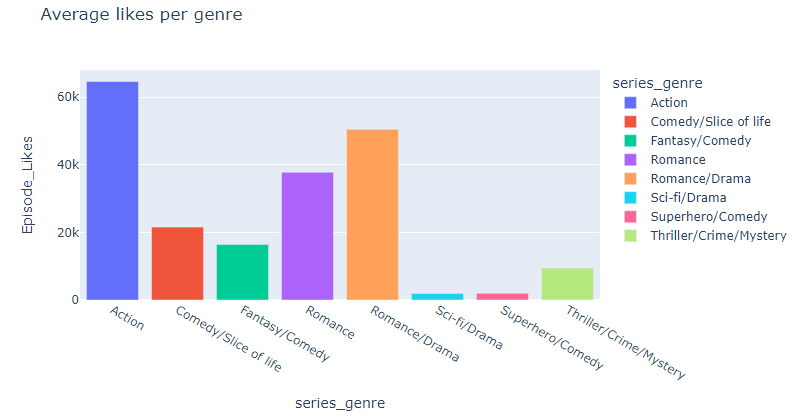 Average likes per genre
Episode_Likes
60k
40k
20k
0
Action
Comedy/Slice of life
Fantasy/Comedy
Romance
Romance/Drama
Sci-fi/Drama
Superhero/Comedy
Thriller/Crime/Mystery
series_genre
series_genre
Action
Comedy/Slice of life
Fantasy/Comedy
Romance
Romance/Drama
Sci-fi/Drama
Superhero/Comedy
Thriller/Crime/Mystery